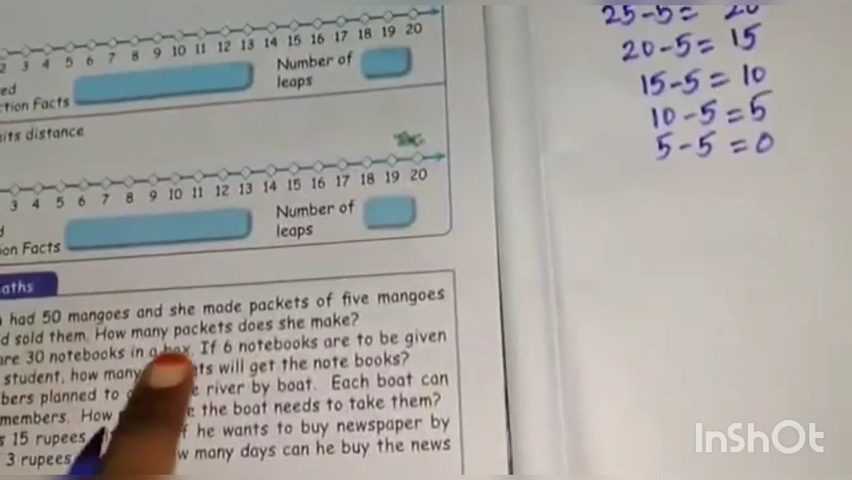 2 3 4 5 6 7 8 9 10 11 12 13 14 15 16 17 18 19 20
Number of
leaps
ction Facts
its distance
3 4 5 6 7 8 9 10 11 12 13 14 15 16 17 18 19 20
Number of
leaps
on Facts
aths
had 50 mangoes and she made packets of five mangoes
d sold them. How many packets does she make?
are 30 notebooks in a box. If 6 notebooks are to be given
student, how many ts will get the note books?
bers planned to river by boat. Each boat can
members. How the boat needs to take them?
s 15 rupees f he wants to buy newspaper by
3 rupees w many days can he buy the news
25-5= 20
20-5= 15
15-5=10
10-5=5
5-5=0
InShOt